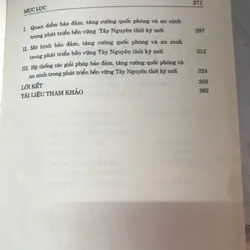 MỤC LỤC 371
I. Quan điểm bảo đảm, tăng cường quốc phòng và an ninh
trong phát triển bền vững Tây Nguyên thời kỳ mới 297
II. Mô hình bảo đảm, tăng cường quốc phòng và an ninh
trong phát triển bền vững Tây Nguyên thời kỳ mới 312
III. Hệ thống các giải pháp bảo đảm, tăng cường quốc phòng và
an ninh trong phát triển bền vững Tây Nguyên thời kỳ mới 324
LỜI KẾT 359
TÀI LIỆU THAM KHẢO 362